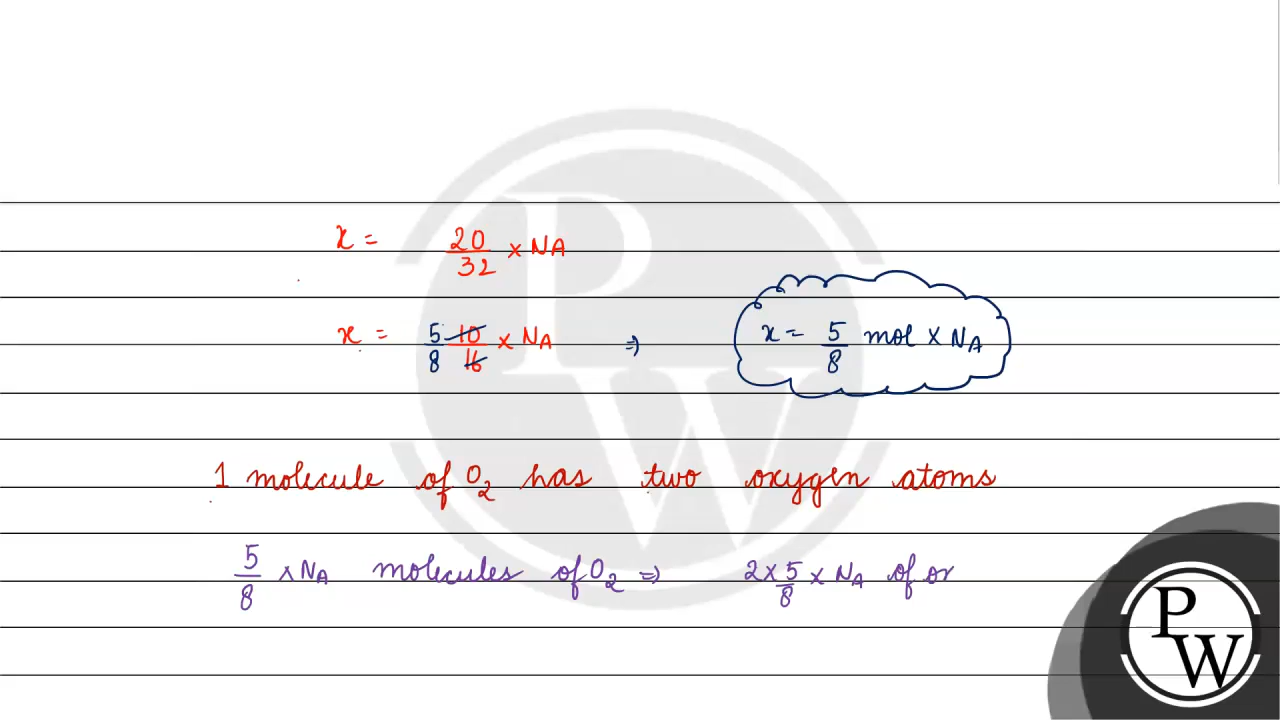 x = 20/32 × NA
x = 5/8 10/16 × NA ⇒ x = 5/8 mol × NA
1 molecule of O2 has two oxygen atoms
5/8 × NA molecules of O2 ⇒ 2 × 5/8 × NA of or
PW
PW